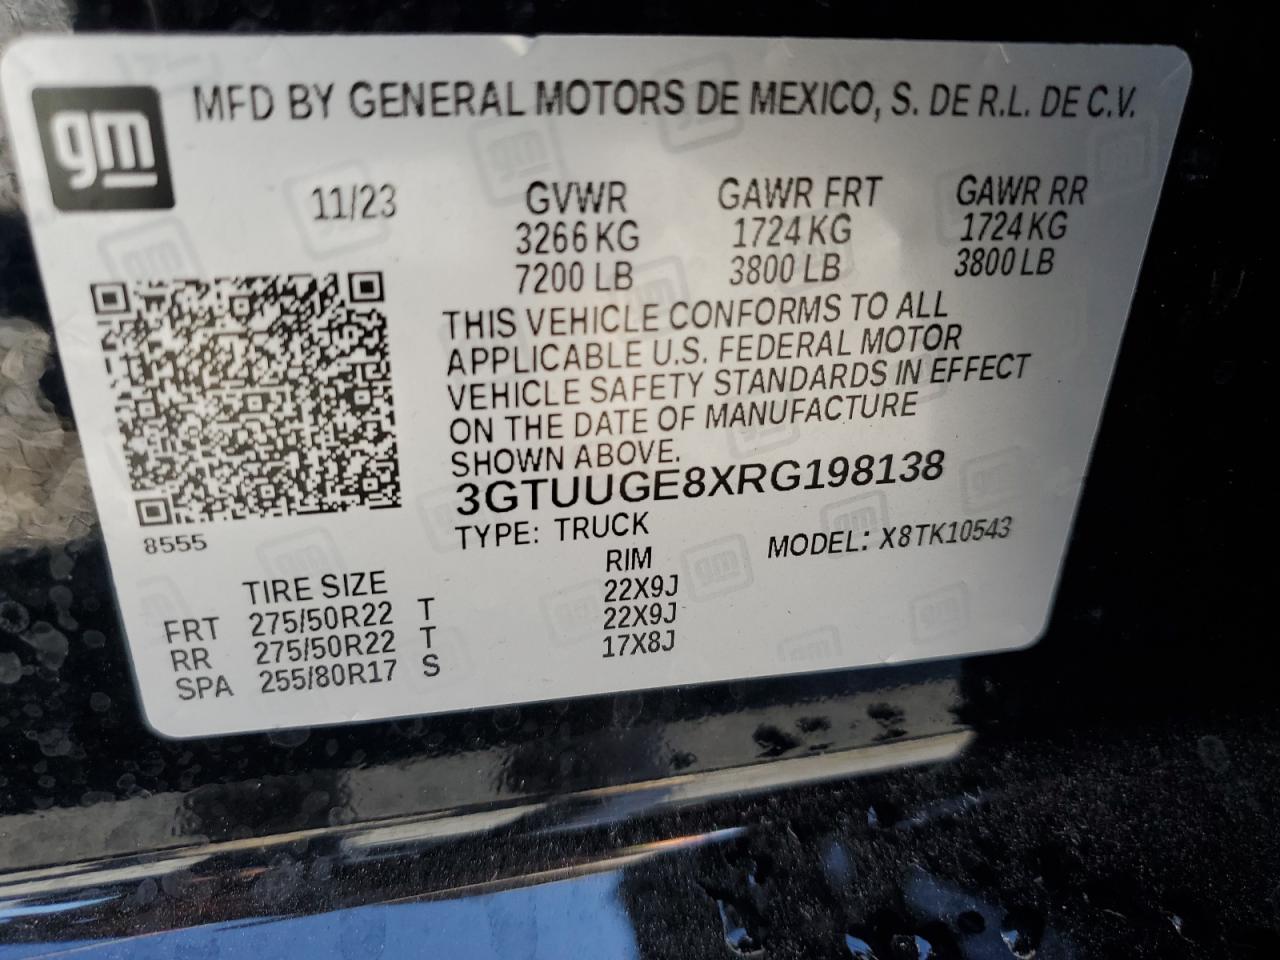 gm
MFD BY GENERAL MOTORS DE MEXICO, S. DE R.L. DE C.V.
11/23 GVWR GAWR FRT GAWR RR
3266 KG 1724 KG 1724 KG
7200 LB 3800 LB 3800 LB
THIS VEHICLE CONFORMS TO ALL
APPLICABLE U.S. FEDERAL MOTOR
VEHICLE SAFETY STANDARDS IN EFFECT
ON THE DATE OF MANUFACTURE
SHOWN ABOVE.
3GTUUGE8XRG198138
8555
TYPE: TRUCK MODEL: X8TK10543
TIRE SIZE RIM
FRT 275/50R22 T 22X9J
RR 275/50R22 T 22X9J
SPA 255/80R17 S 17X8J